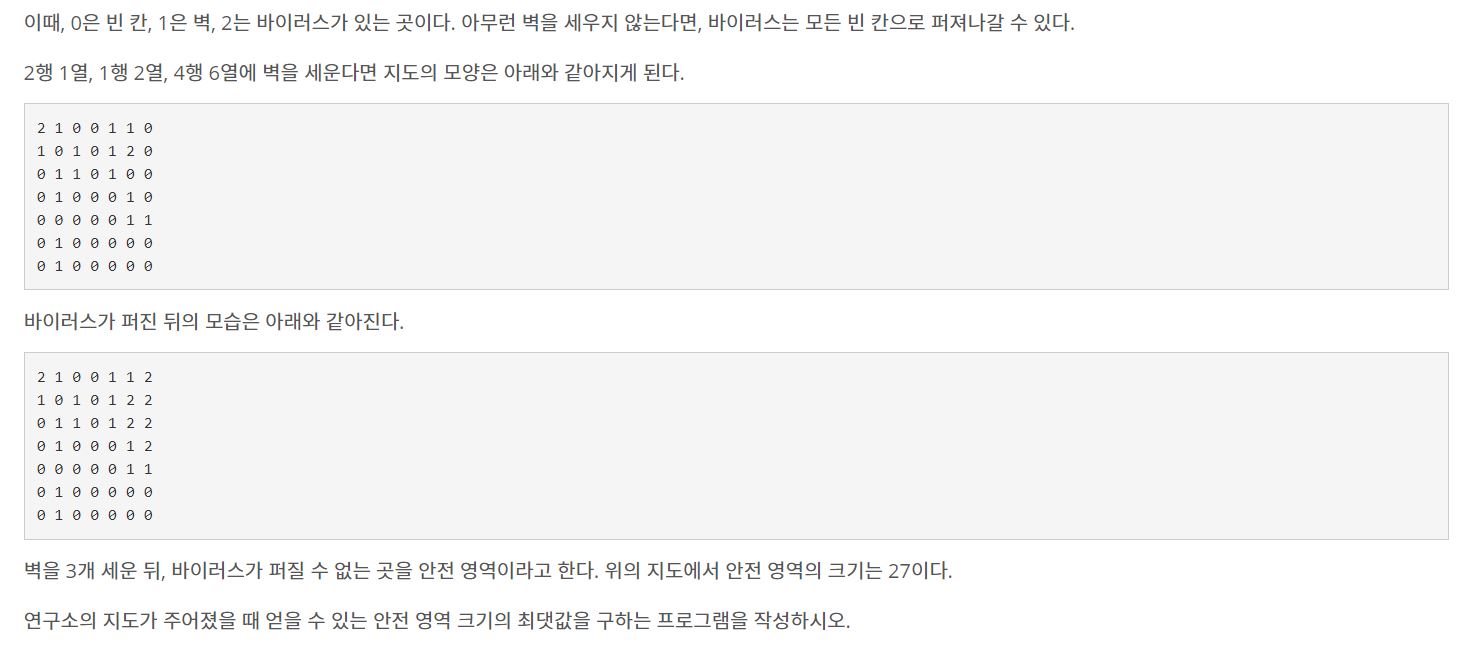 이때, 0은 빈 칸, 1은 벽, 2는 바이러스가 있는 곳이다. 아무런 벽을 세우지 않는다면, 바이러스는 모든 빈 칸으로 퍼져나갈 수 있다.
2행 1열, 1행 2열, 4행 6열에 벽을 세운다면 지도의 모양은 아래와 같아지게 된다.
2 1 0 0 1 1 0
1 0 1 0 1 2 0
0 1 1 0 1 0 0
0 1 0 0 0 1 0
0 0 0 0 0 1 1
0 1 0 0 0 0 0
0 1 0 0 0 0 0
바이러스가 퍼진 뒤의 모습은 아래와 같아진다.
2 1 0 0 1 1 2
1 0 1 0 1 2 2
0 1 1 0 1 2 2
0 1 0 0 0 1 2
0 0 0 0 0 1 1
0 1 0 0 0 0 0
0 1 0 0 0 0 0
벽을 3개 세운 뒤, 바이러스가 퍼질 수 없는 곳을 안전 영역이라고 한다. 위의 지도에서 안전 영역의 크기는 27이다.
연구소의 지도가 주어졌을 때 얻을 수 있는 안전 영역 크기의 최댓값을 구하는 프로그램을 작성하시오.